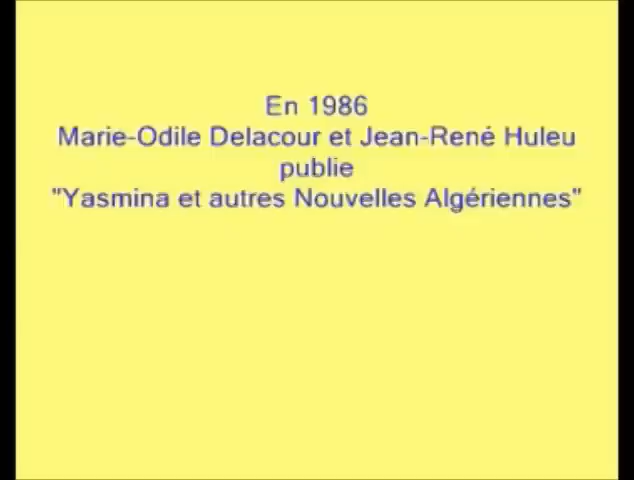 En 1986
Marie-Odile Delacour et Jean-René Huleu
publie
"Yasmina et autres Nouvelles Algériennes"